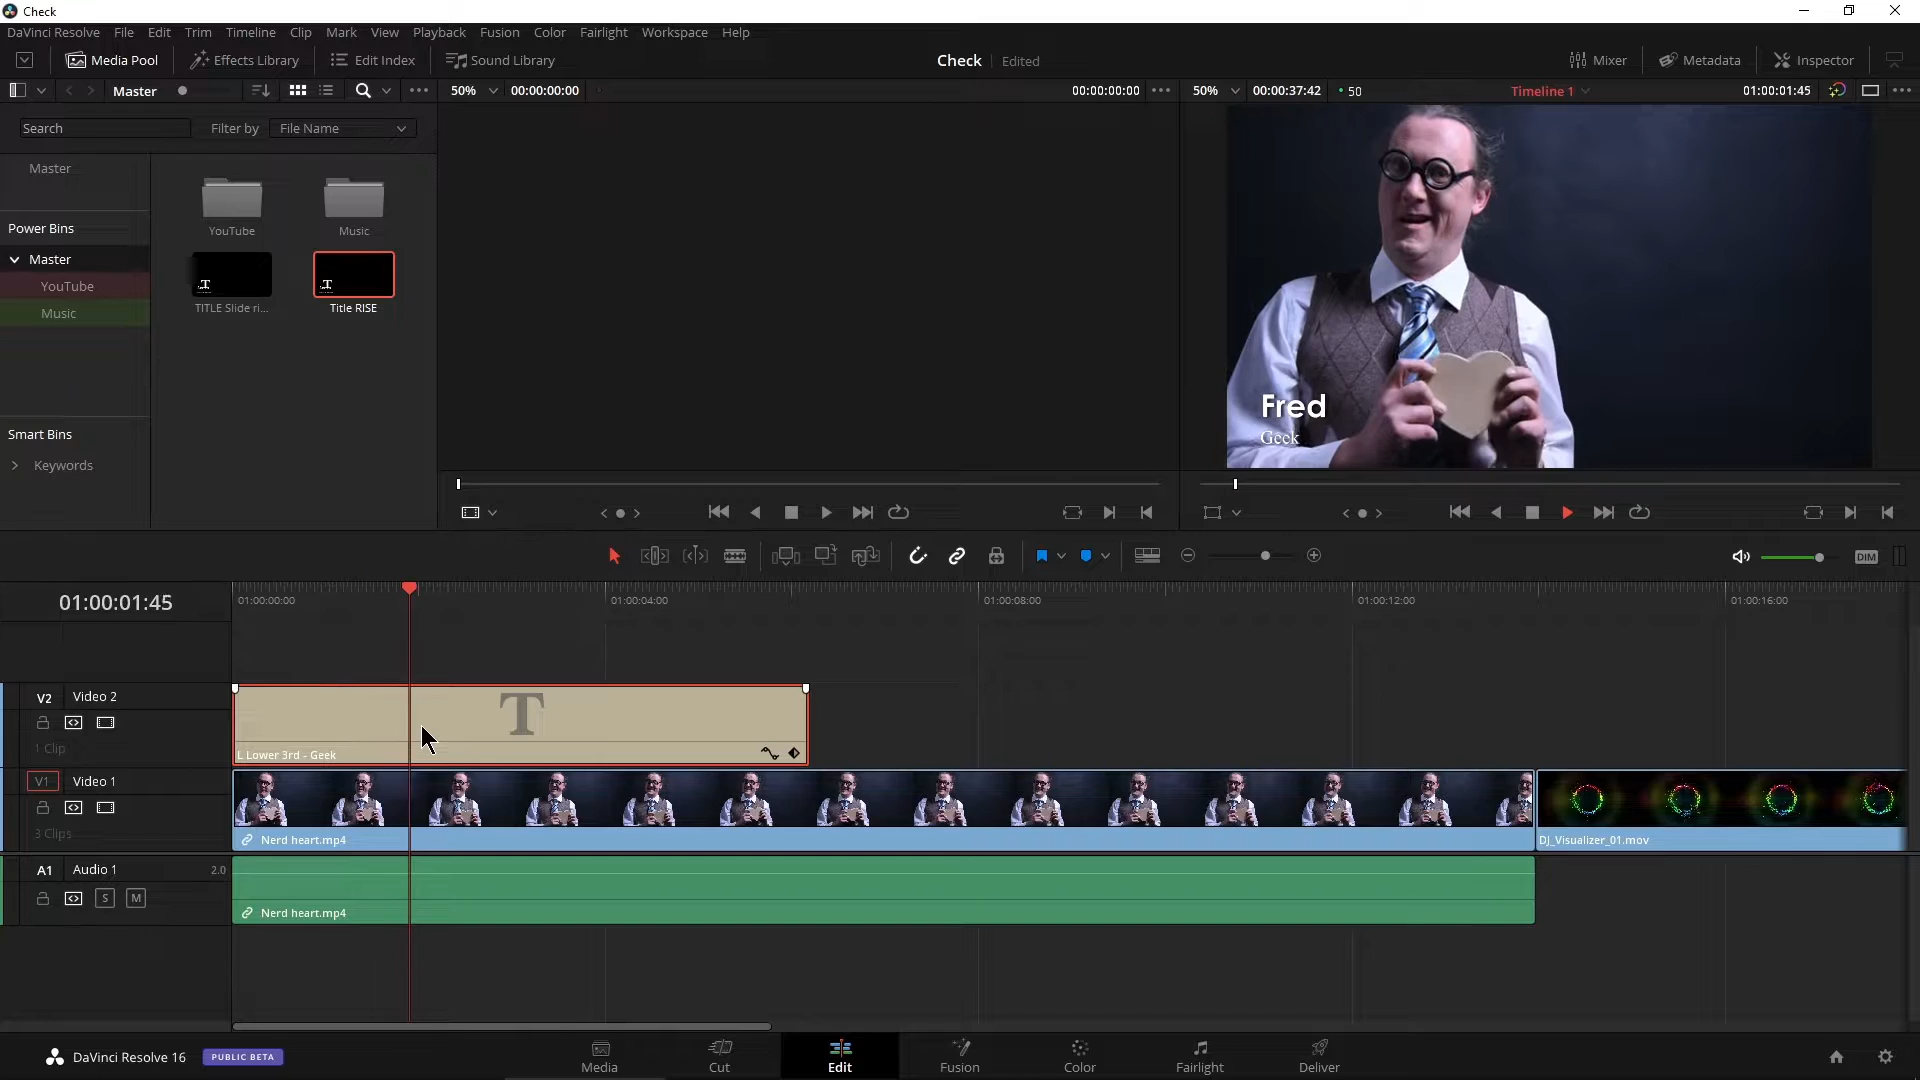 Check
DaVinci Resolve File Edit Trim Timeline Clip Mark View Playback Fusion Color Fairlight Workspace Help
Media Pool Effects Library Edit Index Sound Library Check Edited Mixer Metadata Inspector
Master 50% 00:00:00:00 00:00:00:00 50% 00:00:37:42 50 Timeline 1 01:00:01:45
Search Filter by File Name
Master
Power Bins
Master
YouTube
Music
YouTube Music
TITLE Slide ri... Title RISE
Smart Bins
Keywords
Fred
Geek
DIM
01:00:01:45
01:00:00:00 01:00:04:00 01:00:08:00 01:00:12:00 01:00:16:00
V2 Video 2
1 Clip
T
L Lower 3rd - Geek
V1 Video 1
3 Clips
Nerd heart.mp4 DJ_Visualizer_01.mov
A1 Audio 1 2.0
S M
Nerd heart.mp4
DaVinci Resolve 16 PUBLIC BETA
Media Cut Edit Fusion Color Fairlight Deliver